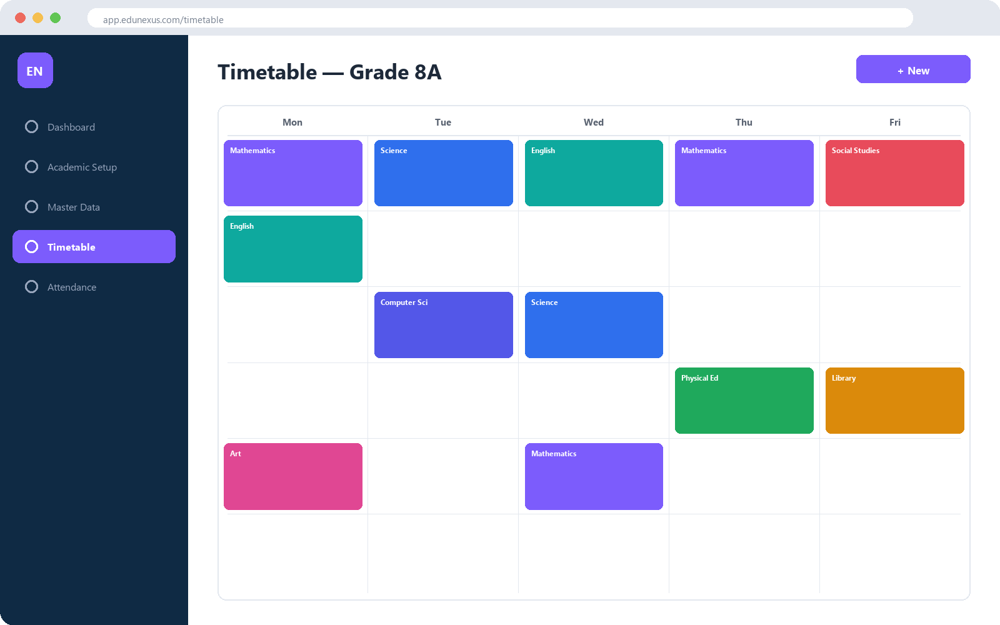 app.edunexus.com/timetable
EN
Dashboard
Academic Setup
Master Data
Timetable
Attendance
Timetable — Grade 8A
+ New
Mon Tue Wed Thu Fri
Mathematics Science English Mathematics Social Studies
English
Computer Sci Science
Physical Ed Library
Art Mathematics